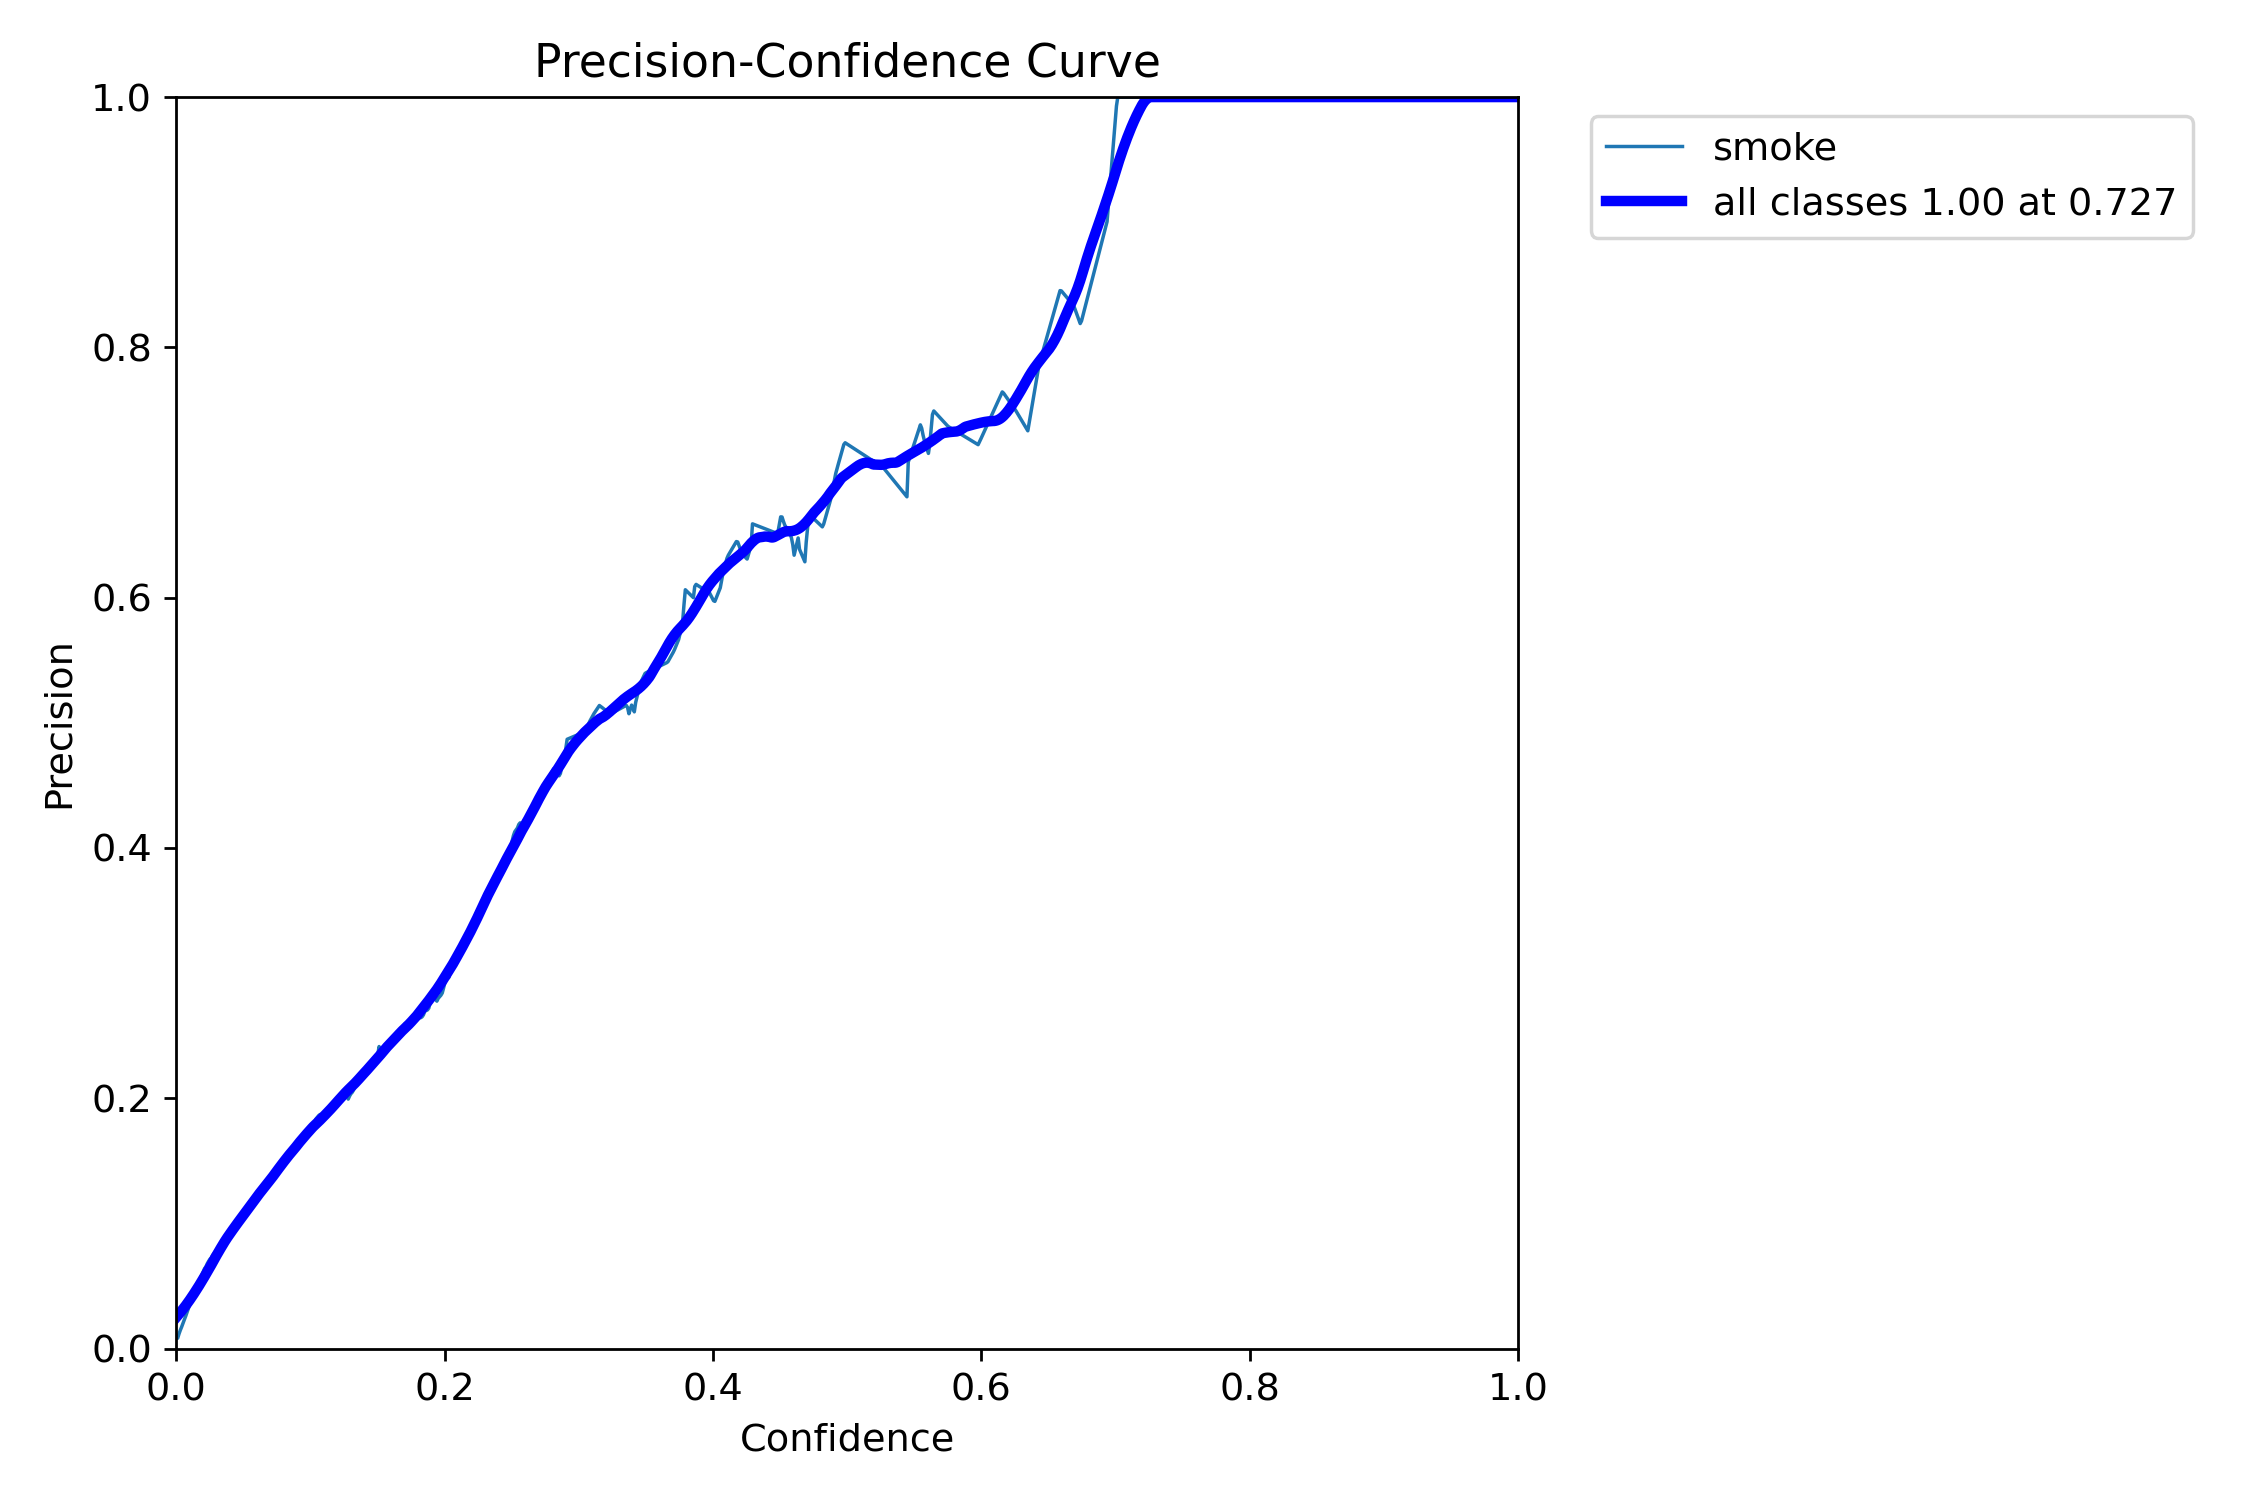 Precision-Confidence Curve
1.0
0.8
0.6
0.4
0.2
0.0
Precision
0.0 0.2 0.4 0.6 0.8 1.0
Confidence
smoke
all classes 1.00 at 0.727